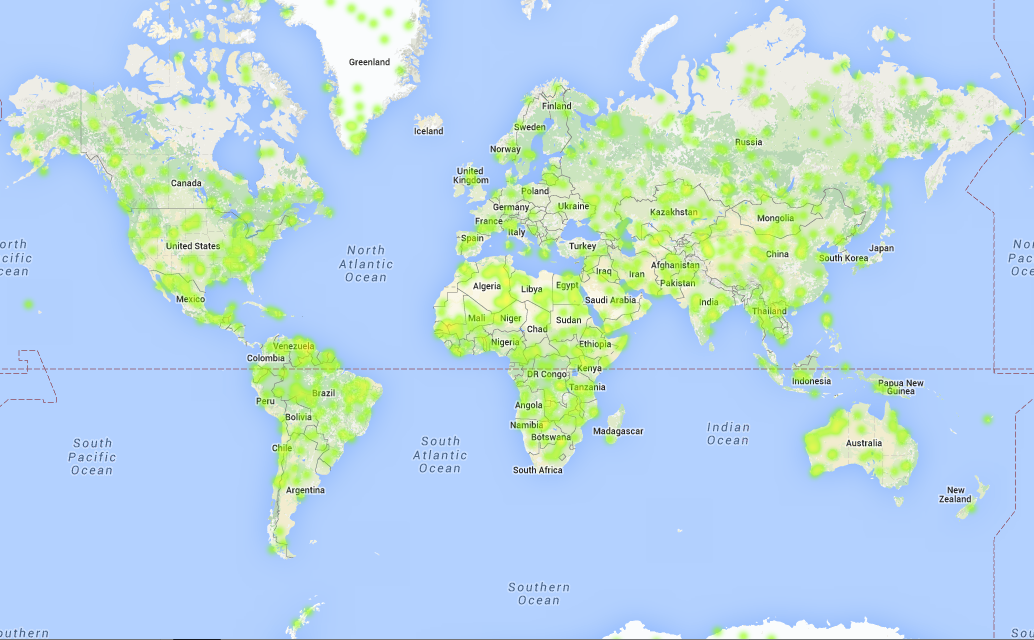 Greenland
Iceland
Finland
Sweden
Norway
Russia
United
Kingdom
Canada
Poland
Germany
Ukraine
Kazakhstan
Mongolia
France
Italy
Spain
Turkey
United States
North
Atlantic
Ocean
China
Japan
South Korea
orth
cific
cean
No
Pac
Oce
Iraq
Iran
Afghanistan
Pakistan
Algeria
Libya
Egypt
Saudi Arabia
India
Mexico
Thailand
Mali
Niger
Chad
Sudan
Nigeria
Ethiopia
Venezuela
Colombia
Kenya
DR Congo
Tanzania
Indonesia
Papua New
Guinea
Peru
Brazil
Angola
Bolivia
Namibia
Botswana
Madagascar
Indian
Ocean
Australia
Chile
South
Pacific
Ocean
South
Atlantic
Ocean
South Africa
Argentina
New
Zealand
Southern
Ocean
outhern
Sou